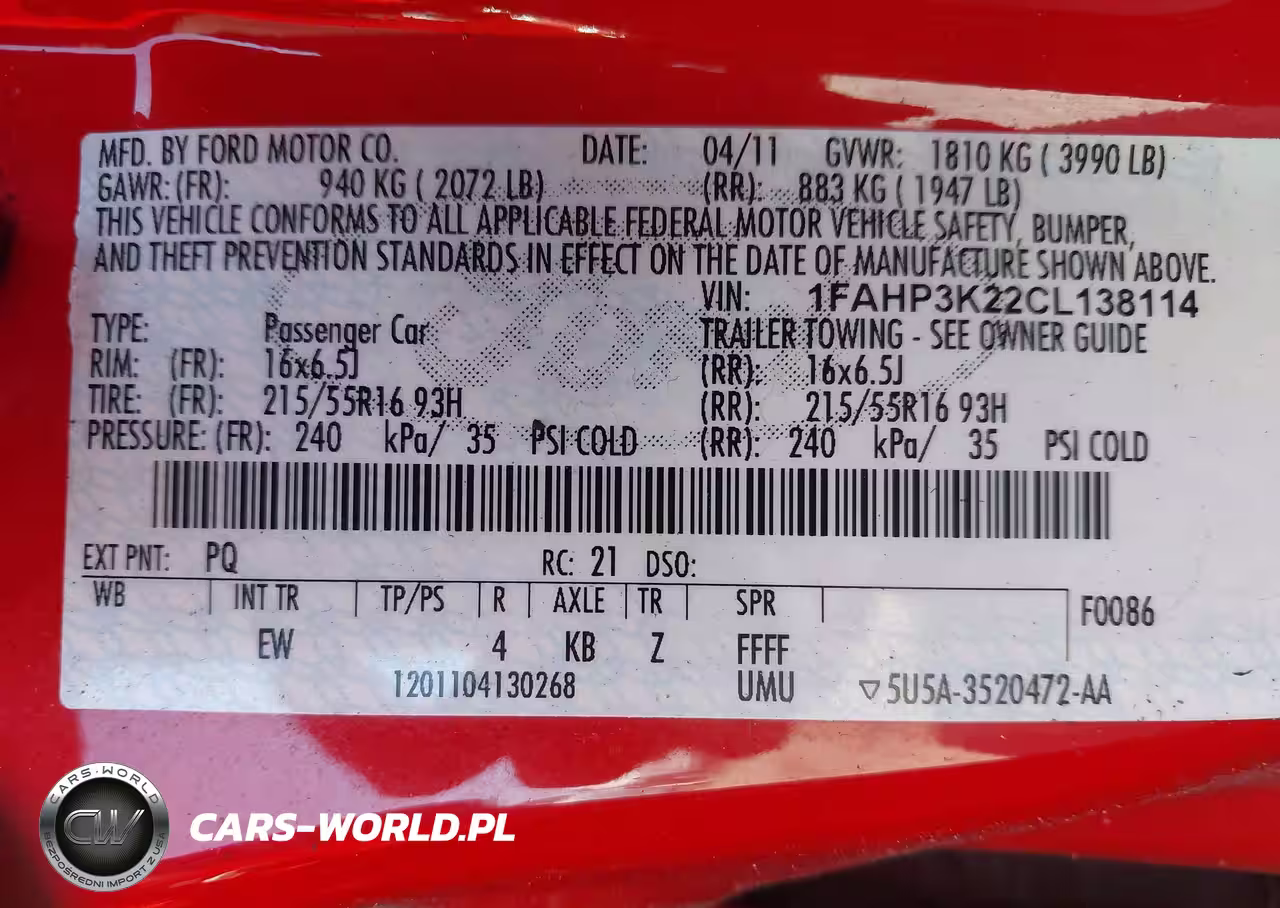 MFD. BY FORD MOTOR CO. DATE: 04/11 GVWR: 1810 KG ( 3990 LB)
GAWR: (FR): 940 KG ( 2072 LB) (RR): 883 KG ( 1947 LB)
THIS VEHICLE CONFORMS TO ALL APPLICABLE FEDERAL MOTOR VEHICLE SAFETY, BUMPER,
AND THEFT PREVENTION STANDARDS IN EFFECT ON THE DATE OF MANUFACTURE SHOWN ABOVE.
VIN: 1FAHP3K22CL138114
TYPE: Passenger Car TRAILER TOWING - SEE OWNER GUIDE
RIM: (FR): 16x6.5J (RR): 16x6.5J
TIRE: (FR): 215/55R16 93H (RR): 215/55R16 93H
PRESSURE: (FR): 240 kPa/ 35 PSI COLD (RR): 240 kPa/ 35 PSI COLD
EXT PNT: PQ RC: 21 DSO:
WB INT TR TP/PS R AXLE TR SPR F0086
EW 4 KB Z FFFF
1201104130268 UMU ▽5U5A-3520472-AA
CARS-WORLD
CW
BEZPOŚREDNI IMPORT Z USA
CARS-WORLD.PL